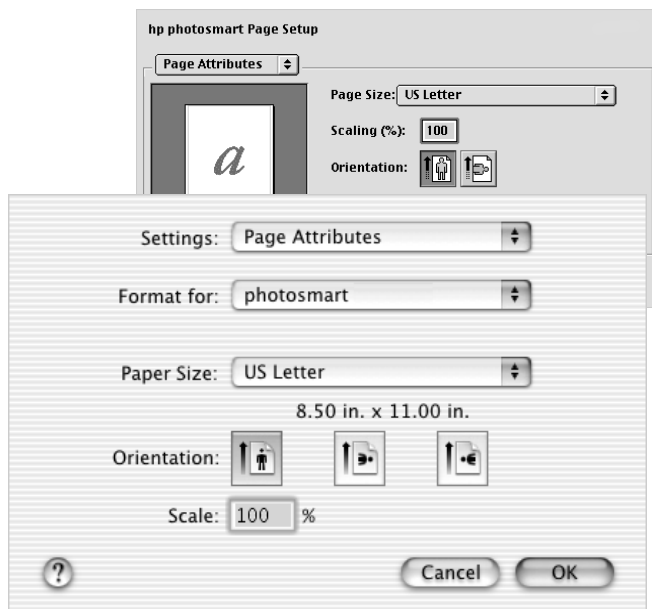 hp photosmart Page Setup
Page Attributes
Page Size: US Letter
Scaling (%): 100
a
Orientation:
Settings: Page Attributes
Format for: photosmart
Paper Size: US Letter
8.50 in. x 11.00 in.
Orientation:
Scale: 100 %
? Cancel OK